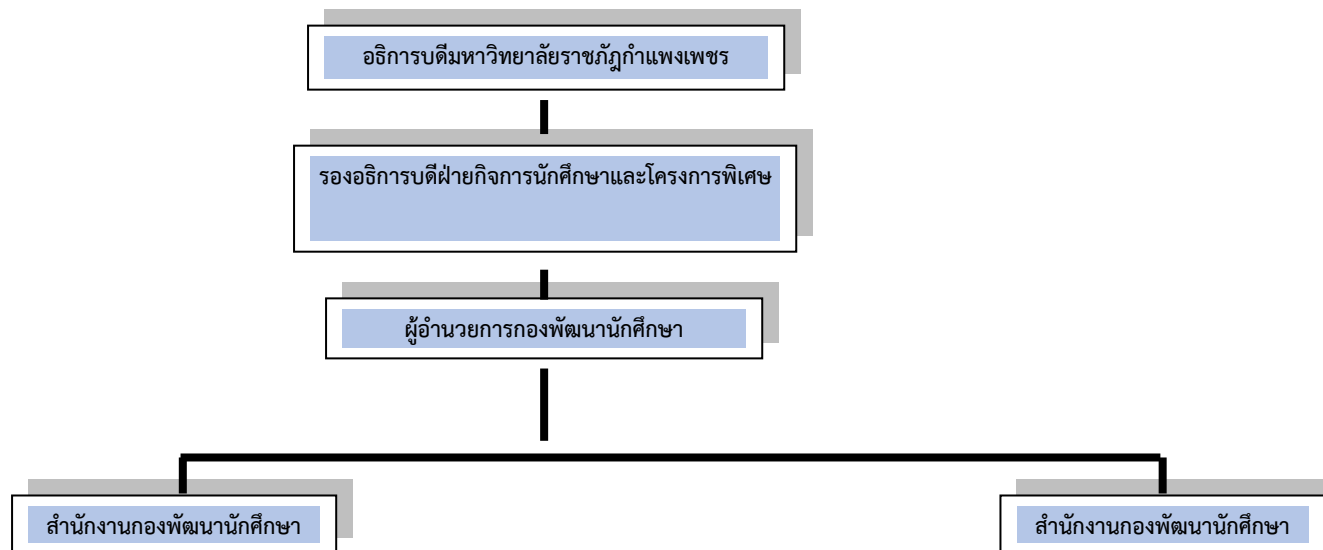 อธิการบดีมหาวิทยาลัยราชภัฎกำแพงเพชร
รองอธิการบดีฝ่ายกิจการนักศึกษาและโครงการพิเศษ
ผู้อำนวยการกองพัฒนานักศึกษา
สำนักงานกองพัฒนานักศึกษา
สำนักงานกองพัฒนานักศึกษา